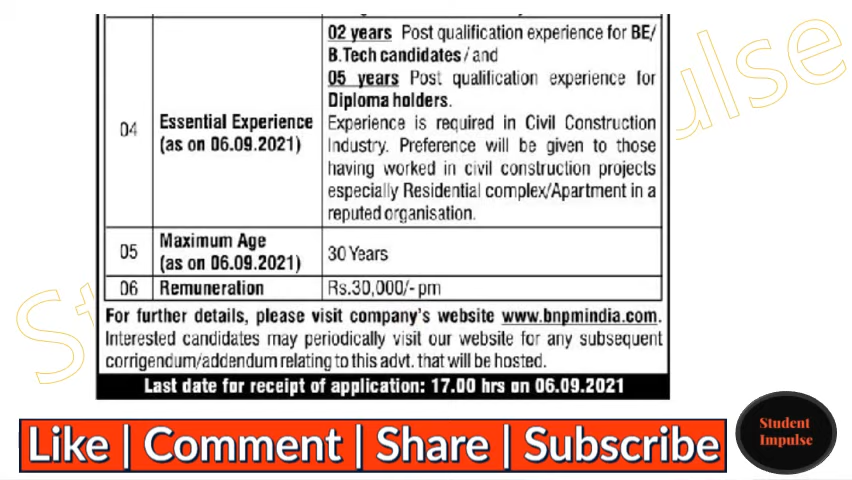 02 years Post qualification experience for BE/
B.Tech candidates / and
05 years Post qualification experience for
Diploma holders.
04
Essential Experience
(as on 06.09.2021)
Experience is required in Civil Construction
Industry. Preference will be given to those
having worked in civil construction projects
especially Residential complex/Apartment in a
reputed organisation.
05
Maximum Age
(as on 06.09.2021)
30 Years
06 Remuneration Rs.30,000/- pm
For further details, please visit company's website www.bnpmindia.com.
Interested candidates may periodically visit our website for any subsequent
corrigendum/addendum relating to this advt. that will be hosted.
Last date for receipt of application: 17.00 hrs on 06.09.2021
Like | Comment | Share | Subscribe
Student
Impulse